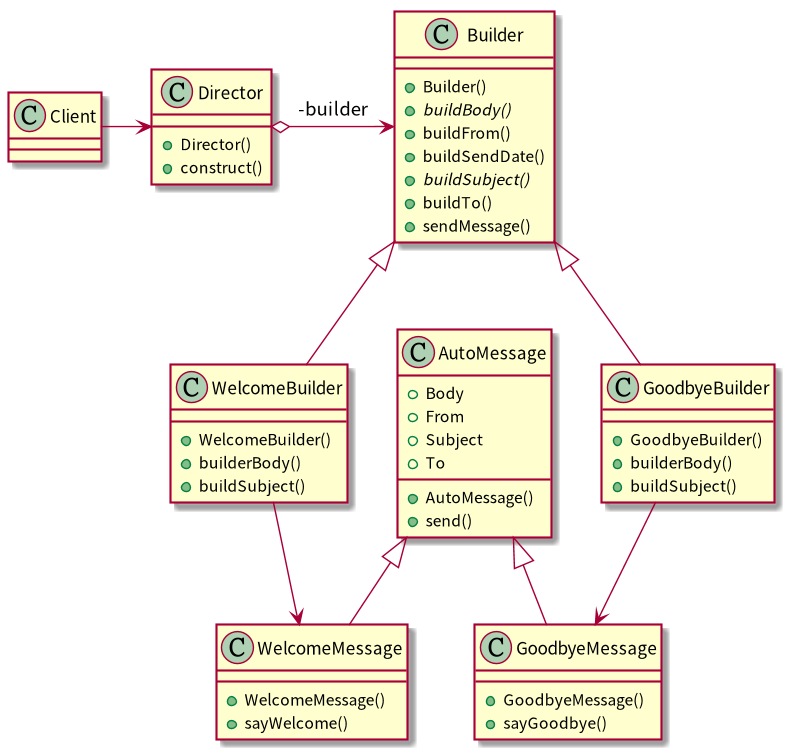 C Client
C Director
Director()
construct()
-builder
C Builder
Builder()
buildBody()
buildFrom()
buildSendDate()
buildSubject()
buildTo()
sendMessage()
C WelcomeBuilder
WelcomeBuilder()
builderBody()
buildSubject()
C AutoMessage
Body
From
Subject
To
AutoMessage()
send()
C GoodbyeBuilder
GoodbyeBuilder()
builderBody()
buildSubject()
C WelcomeMessage
WelcomeMessage()
sayWelcome()
C GoodbyeMessage
GoodbyeMessage()
sayGoodbye()